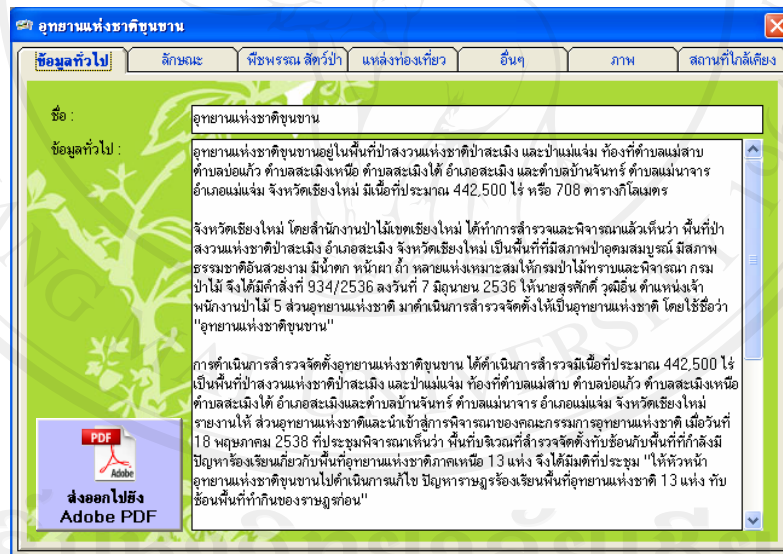 อุทยานแห่งชาติขุนขาน
ข้อมูลทั่วไป ลักษณะ พืชพรรณ สัตว์ป่า แหล่งท่องเที่ยว อื่นๆ ภาพ สถานที่ใกล้เคียง
ชื่อ : อุทยานแห่งชาติขุนขาน
ข้อมูลทั่วไป : อุทยานแห่งชาติขุนขานอยู่ในพื้นที่ป่าสงวนแห่งชาติป่าสะเมิง และป่าแม่แจ่ม ท้องที่ตำบลแม่สาบ
ตำบลบ่อแก้ว ตำบลสะเมิงเหนือ ตำบลสะเมิงใต้ อำเภอสะเมิง และตำบลบ้านจันทร์ ตำบลแม่นาจาร
อำเภอแม่แจ่ม จังหวัดเชียงใหม่ มีเนื้อที่ประมาณ 442,500 ไร่ หรือ 708 ตารางกิโลเมตร
จังหวัดเชียงใหม่ โดยสำนักงานป่าไม้เขตเชียงใหม่ ได้ทำการสำรวจและพิจารณาแล้วเห็นว่า พื้นที่ป่า
สงวนแห่งชาติป่าสะเมิง อำเภอสะเมิง จังหวัดเชียงใหม่ เป็นพื้นที่ที่มีสภาพป่าอุดมสมบูรณ์ มีสภาพ
ธรรมชาติอันสวยงาม มีน้ำตก หน้าผา ถ้ำ หลายแห่งเหมาะสมให้กรมป่าไม้ทราบและพิจารณา กรม
ป่าไม้ จึงได้มีคำสั่งที่ 934/2536 ลงวันที่ 7 มิถุนายน 2536 ให้นายสุรศักดิ์ วุฒิอิ่น ตำแหน่งเจ้า
พนักงานป่าไม้ 5 ส่วนอุทยานแห่งชาติ มาดำเนินการสำรวจจัดตั้งให้เป็นอุทยานแห่งชาติ โดยใช้ชื่อว่า
"อุทยานแห่งชาติขุนขาน"
การดำเนินการสำรวจจัดตั้งอุทยานแห่งชาติขุนขาน ได้ดำเนินการสำรวจมีเนื้อที่ประมาณ 442,500 ไร่
เป็นพื้นที่ป่าสงวนแห่งชาติป่าสะเมิง และป่าแม่แจ่ม ท้องที่ตำบลแม่สาบ ตำบลบ่อแก้ว ตำบลสะเมิงเหนือ
ตำบลสะเมิงใต้ อำเภอสะเมิงและตำบลบ้านจันทร์ ตำบลแม่นาจาร อำเภอแม่แจ่ม จังหวัดเชียงใหม่
รายงานให้ ส่วนอุทยานแห่งชาติและนำเข้าสู่การพิจารณาของคณะกรรมการอุทยานแห่งชาติ เมื่อวันที่
18 พฤษภาคม 2538 ที่ประชุมพิจารณาเห็นว่า พื้นที่บริเวณที่สำรวจจัดตั้งทับซ้อนกับพื้นที่ที่กำลังมี
ปัญหาร้องเรียนเกี่ยวกับพื้นที่อุทยานแห่งชาติภาคเหนือ 13 แห่ง จึงได้มีมติที่ประชุม "ให้หัวหน้า
อุทยานแห่งชาติขุนขานไปดำเนินการแก้ไข ปัญหาราษฎรร้องเรียนพื้นที่อุทยานแห่งชาติ 13 แห่ง ทับ
ซ้อนพื้นที่ทำกินของราษฎรก่อน"
PDF
Adobe
ส่งออกไปยัง
Adobe PDF